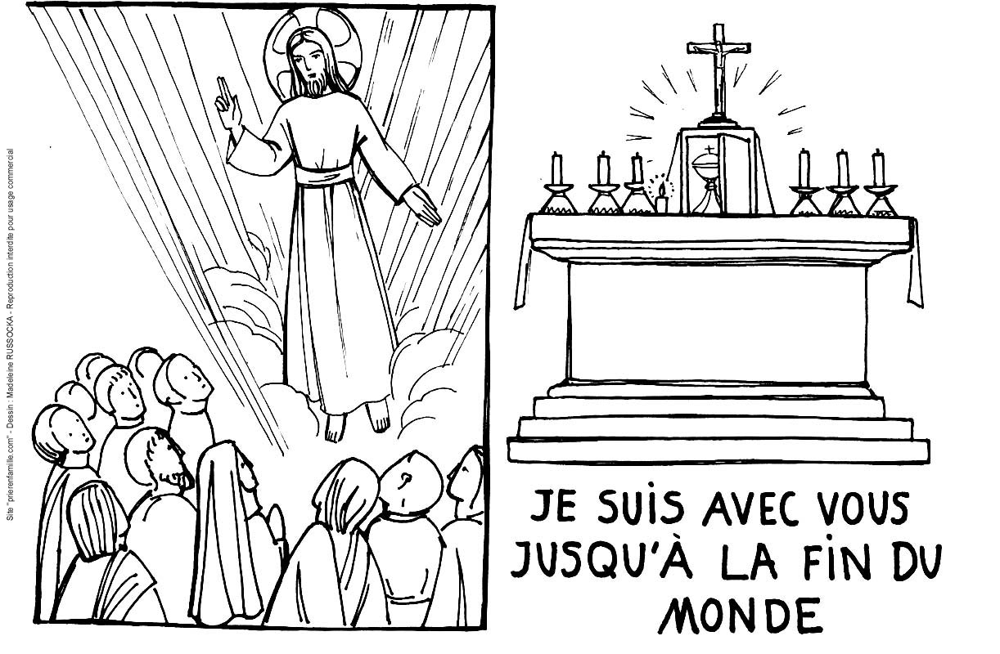 Site "prierenfamille.com" - Dessin : Madeleine RUSSOCKA - Reproduction interdite pour usage commercial
JE SUIS AVEC VOUS
JUSQU'À LA FIN DU
MONDE